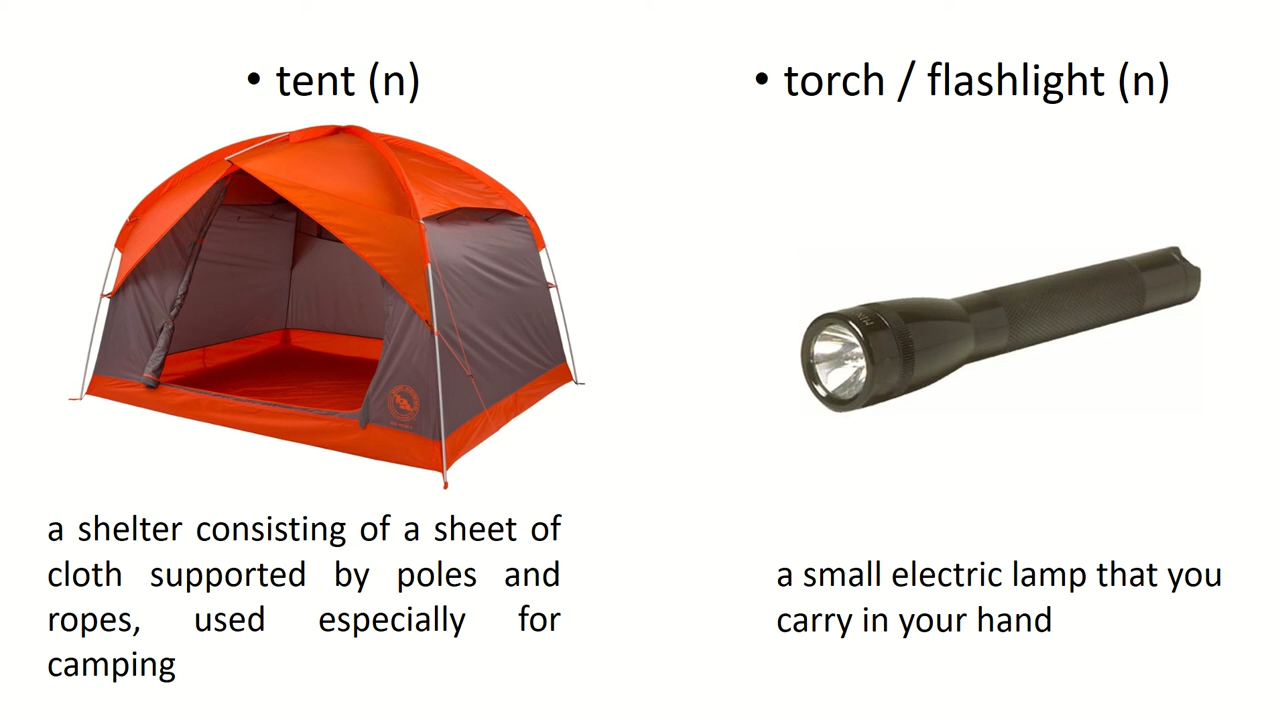 • tent (n)
a shelter consisting of a sheet of
cloth supported by poles and
ropes, used especially for
camping
• torch / flashlight (n)
a small electric lamp that you
carry in your hand